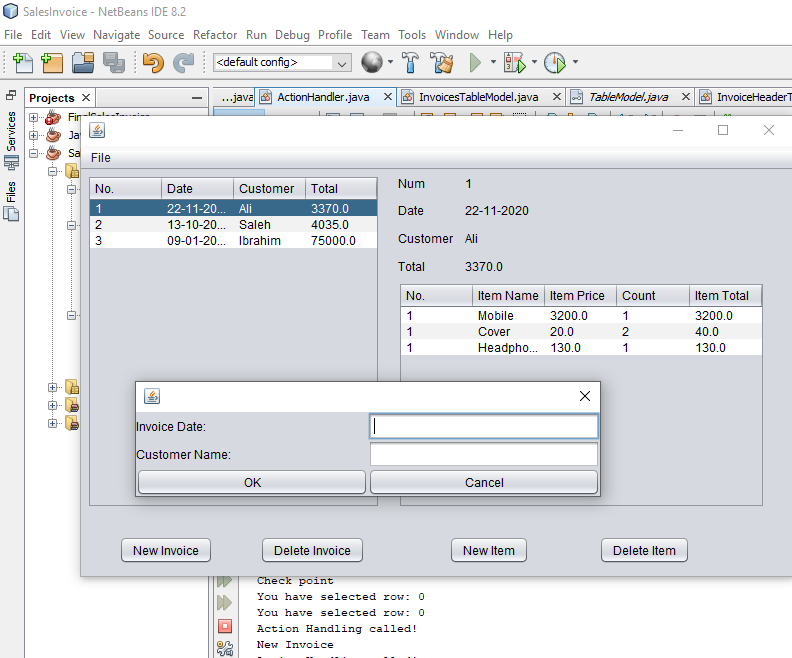 SalesInvoice - NetBeans IDE 8.2
File Edit View Navigate Source Refactor Run Debug Profile Team Tools Window Help
<default config>
Projects
...java ActionHandler.java InvoicesTableModel.java TableModel.java InvoiceHeaderT
Services
Files
Ja
Sa
File
No. Date Customer Total
1 22-11-20... Ali 3370.0
2 13-10-20... Saleh 4035.0
3 09-01-20... Ibrahim 75000.0
Num 1
Date 22-11-2020
Customer Ali
Total 3370.0
No. Item Name Item Price Count Item Total
1 Mobile 3200.0 1 3200.0
1 Cover 20.0 2 40.0
1 Headpho... 130.0 1 130.0
Invoice Date:
Customer Name:
OK Cancel
New Invoice Delete Invoice New Item Delete Item
Check point
You have selected row: 0
You have selected row: 0
Action Handling called!
New Invoice